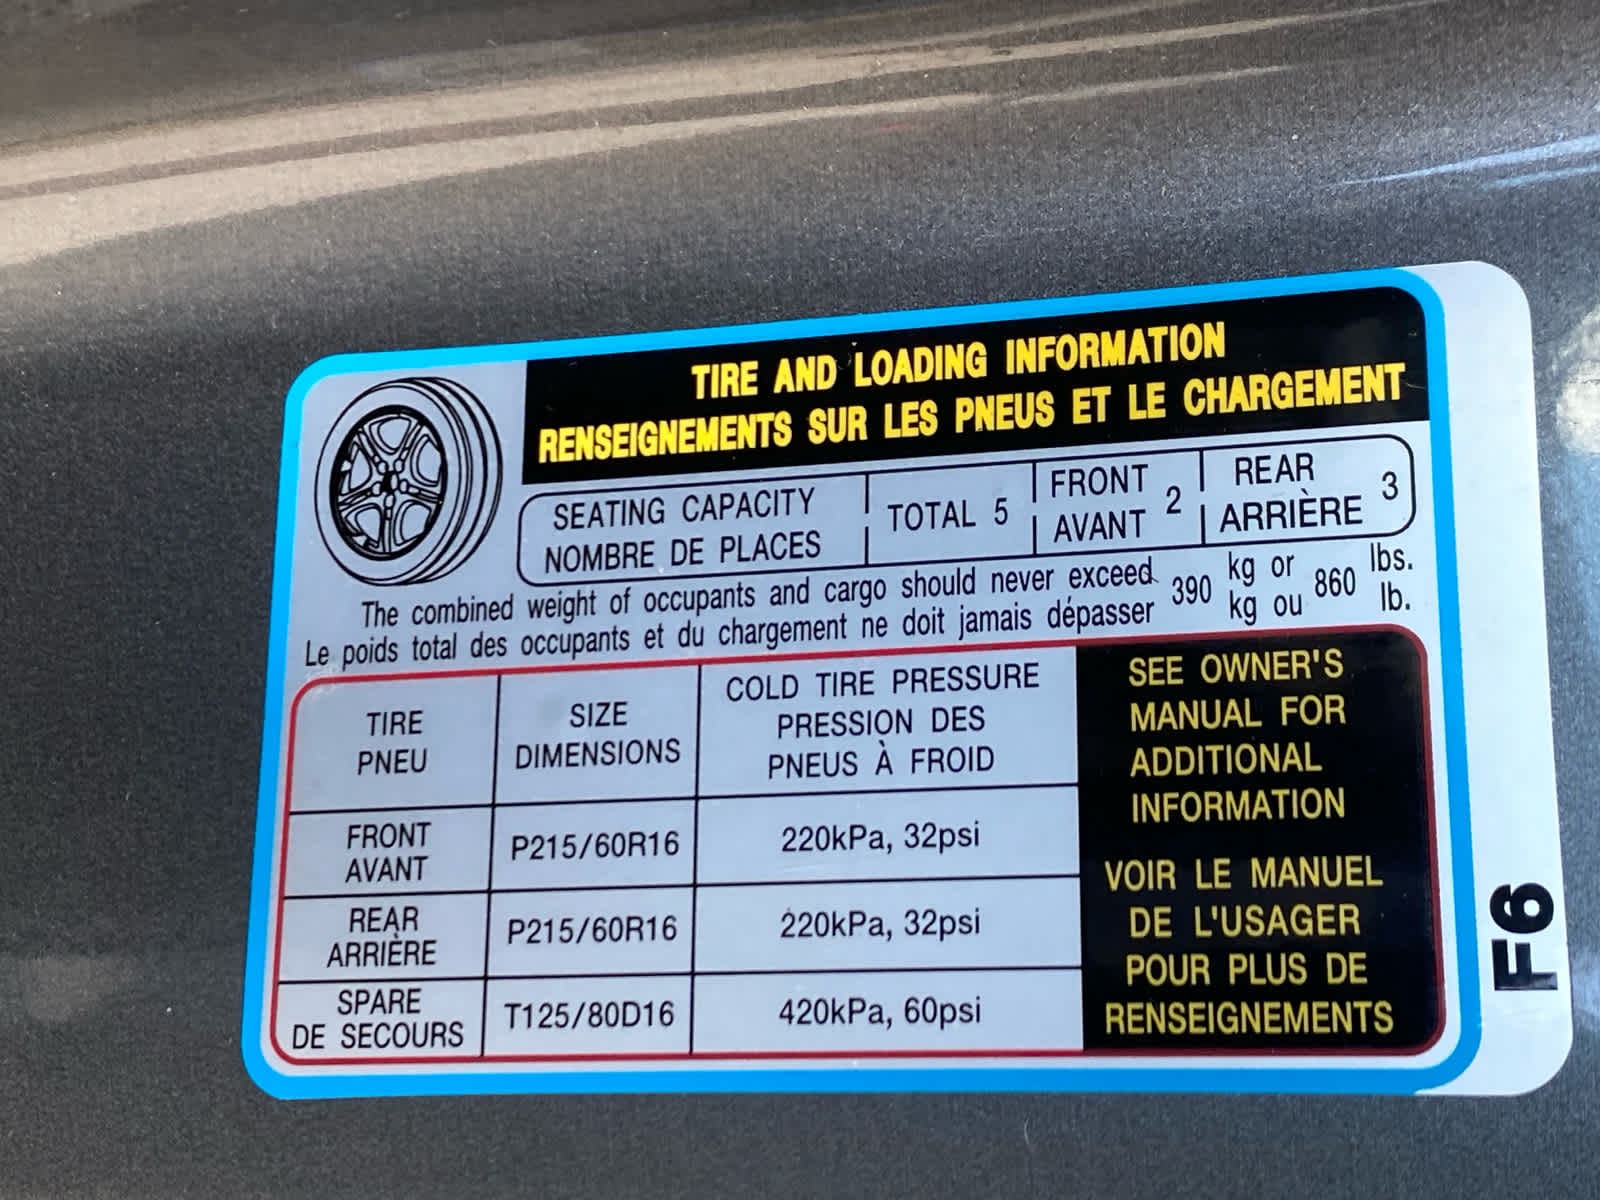 TIRE AND LOADING INFORMATION
RENSEIGNEMENTS SUR LES PNEUS ET LE CHARGEMENT
SEATING CAPACITY
NOMBRE DE PLACES
TOTAL 5
FRONT
AVANT
2
REAR
ARRIÈRE
3
The combined weight of occupants and cargo should never exceed
Le poids total des occupants et du chargement ne doit jamais dépasser
390
kg or
kg ou
860
lbs.
lb.
TIRE
PNEU
SIZE
DIMENSIONS
COLD TIRE PRESSURE
PRESSION DES
PNEUS À FROID
FRONT
AVANT
P215/60R16
220kPa, 32psi
REAR
ARRIÈRE
P215/60R16
220kPa, 32psi
SPARE
DE SECOURS
T125/80D16
420kPa, 60psi
SEE OWNER'S
MANUAL FOR
ADDITIONAL
INFORMATION
VOIR LE MANUEL
DE L'USAGER
POUR PLUS DE
RENSEIGNEMENTS
F6